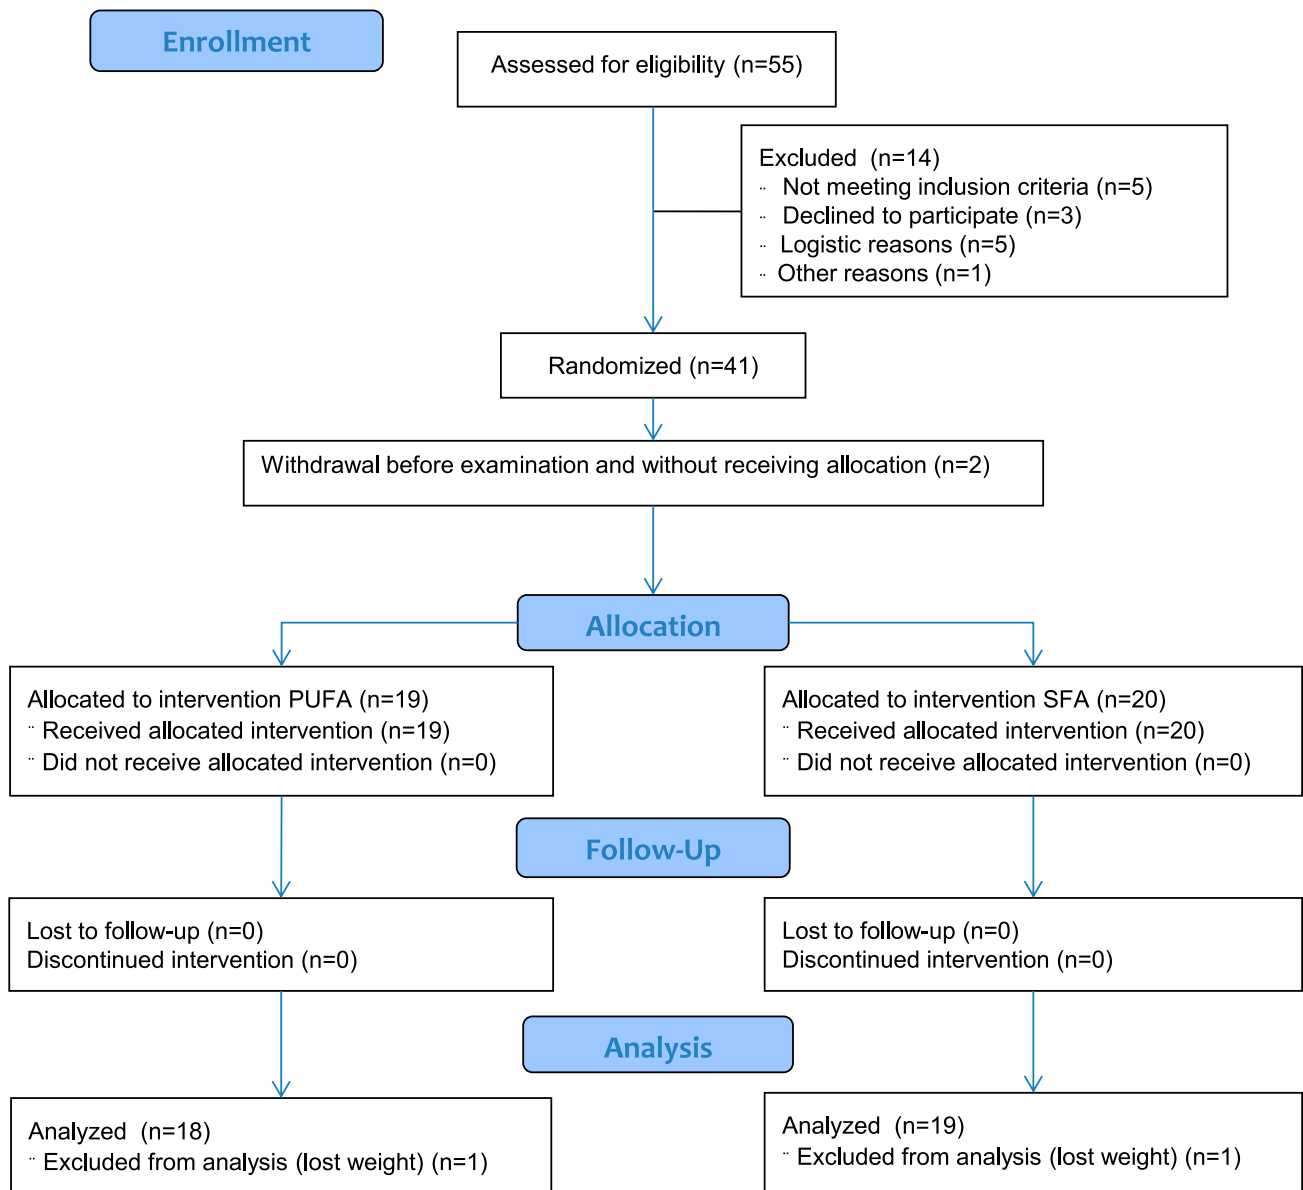 Enrollment
Assessed for eligibility (n=55)
Excluded (n=14)
¨ Not meeting inclusion criteria (n=5)
¨ Declined to participate (n=3)
¨ Logistic reasons (n=5)
¨ Other reasons (n=1)
Randomized (n=41)
Withdrawal before examination and without receiving allocation (n=2)
Allocation
Allocated to intervention PUFA (n=19)
¨ Received allocated intervention (n=19)
¨ Did not receive allocated intervention (n=0)
Allocated to intervention SFA (n=20)
¨ Received allocated intervention (n=20)
¨ Did not receive allocated intervention (n=0)
Follow-Up
Lost to follow-up (n=0)
Discontinued intervention (n=0)
Lost to follow-up (n=0)
Discontinued intervention (n=0)
Analysis
Analyzed (n=18)
¨ Excluded from analysis (lost weight) (n=1)
Analyzed (n=19)
¨ Excluded from analysis (lost weight) (n=1)